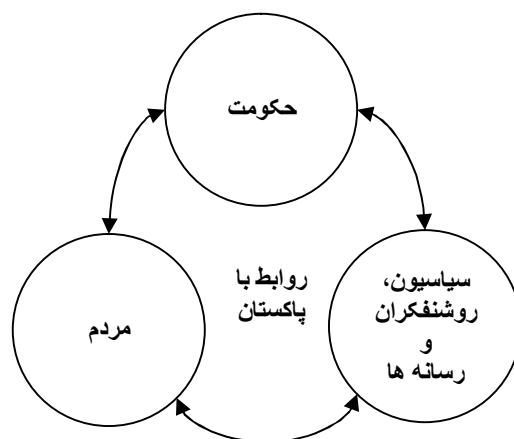 حکومت
روابط با
پاکستان
سیاسیون،
روشنفکران
و
رسانه ها
مردم